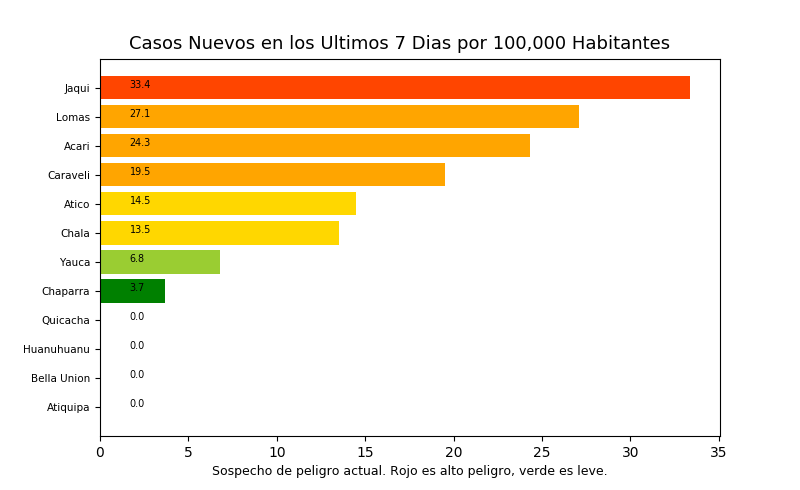 Casos Nuevos en los Ultimos 7 Dias por 100,000 Habitantes
Jaqui 33.4
Lomas 27.1
Acari 24.3
Caraveli 19.5
Atico 14.5
Chala 13.5
Yauca 6.8
Chaparra 3.7
Quicacha 0.0
Huanuhuanu 0.0
Bella Union 0.0
Atiquipa 0.0
0 5 10 15 20 25 30 35
Sospecho de peligro actual. Rojo es alto peligro, verde es leve.